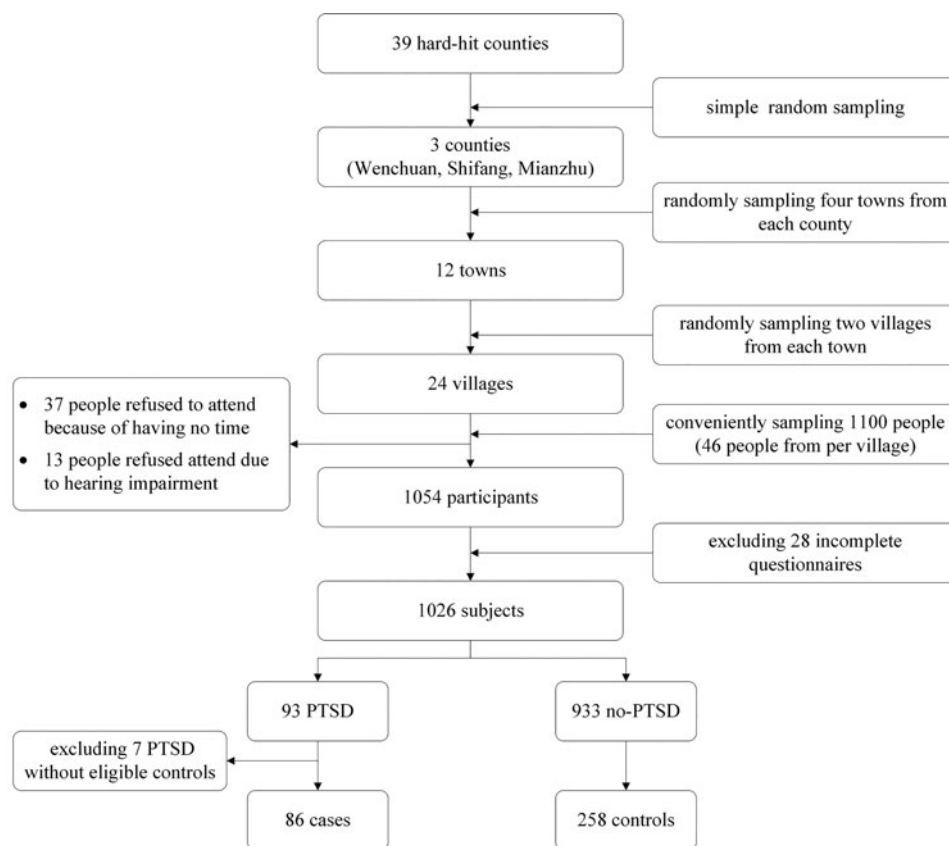 39 hard-hit counties
simple random sampling
3 counties
(Wenchuan, Shifang, Mianzhu)
randomly sampling four towns from
each county
12 towns
randomly sampling two villages
from each town
24 villages
• 37 people refused to attend
because of having no time
• 13 people refused attend due
to hearing impairment
conveniently sampling 1100 people
(46 people from per village)
1054 participants
excluding 28 incomplete
questionnaires
1026 subjects
93 PTSD
933 no-PTSD
excluding 7 PTSD
without eligible controls
86 cases
258 controls